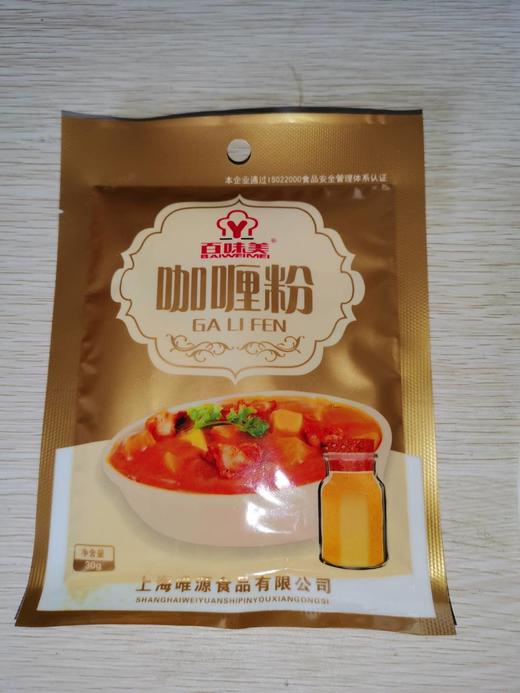 本企业通过ISO22000食品安全管理体系认证
百味美®
BAIWEIMEI
咖喱粉
GA LI FEN
净含量
30g
上海唯源食品有限公司
SHANGHAIWEIYUANSHIPINYOUXIANGONGSI